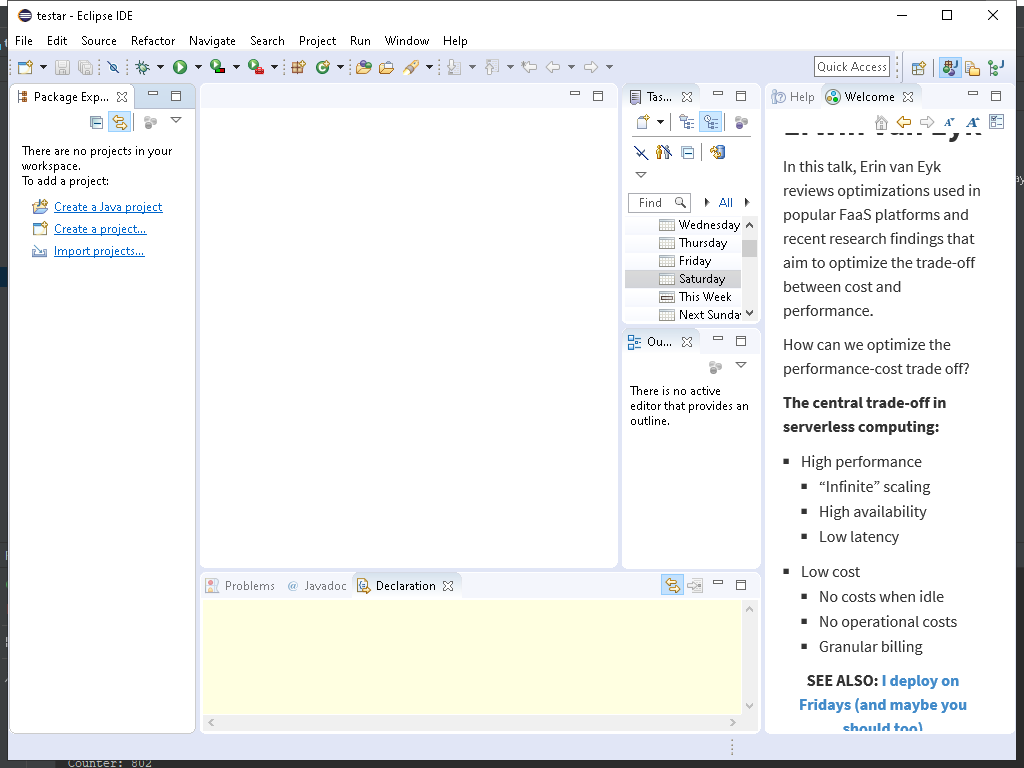 testar - Eclipse IDE
File Edit Source Refactor Navigate Search Project Run Window Help
Quick Access
Package Exp...
There are no projects in your
workspace.
To add a project:
Create a Java project
Create a project...
Import projects...
Tas...
Find
All
Wednesday
Thursday
Friday
Saturday
This Week
Next Sunda
Ou...
There is no active
editor that provides an
outline.
Problems @ Javadoc Declaration
Help Welcome
Erwin van Eyk
In this talk, Erin van Eyk
reviews optimizations used in
popular FaaS platforms and
recent research findings that
aim to optimize the trade-off
between cost and
performance.
How can we optimize the
performance-cost trade off?
The central trade-off in
serverless computing:
High performance
“Infinite” scaling
High availability
Low latency
Low cost
No costs when idle
No operational costs
Granular billing
SEE ALSO: I deploy on
Fridays (and maybe you
should too)
Counter: 802